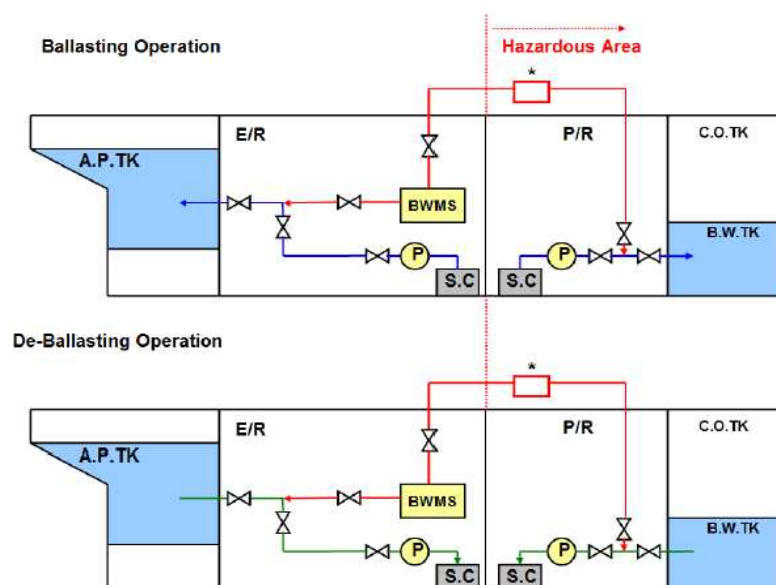 Ballasting Operation
Hazardous Area
*
E/R
P/R
C.O.TK
A.P.TK
BWMS
B.W.TK
P
P
S.C
S.C
De-Ballasting Operation
*
E/R
P/R
C.O.TK
A.P.TK
BWMS
B.W.TK
P
P
S.C
S.C